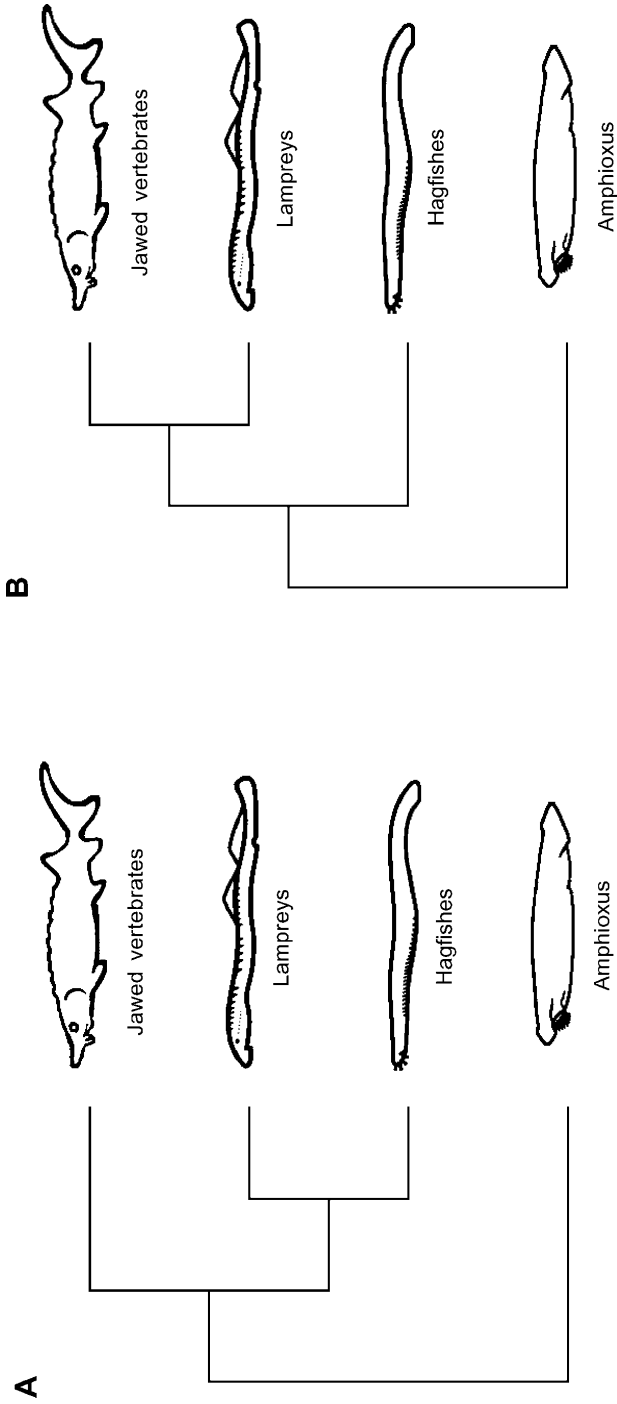 A
Jawed vertebrates
Lampreys
Hagfishes
Amphioxus
B
Jawed vertebrates
Lampreys
Hagfishes
Amphioxus